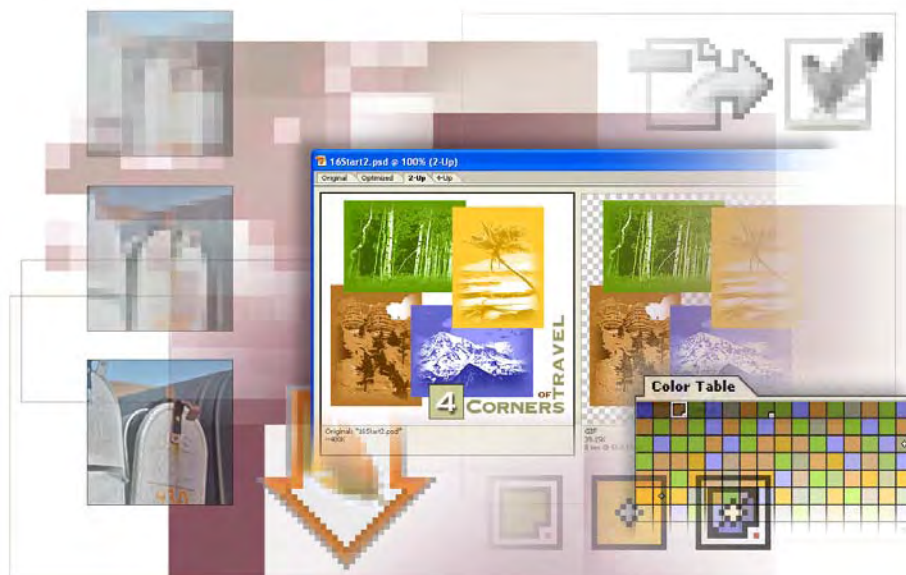 16Start2.psd @ 100% (2-Up)
Original Optimized 2-Up 4-Up
4 CORNERS
OF
TRAVEL
Original: "16Start2.psd"
GIF
Color Table